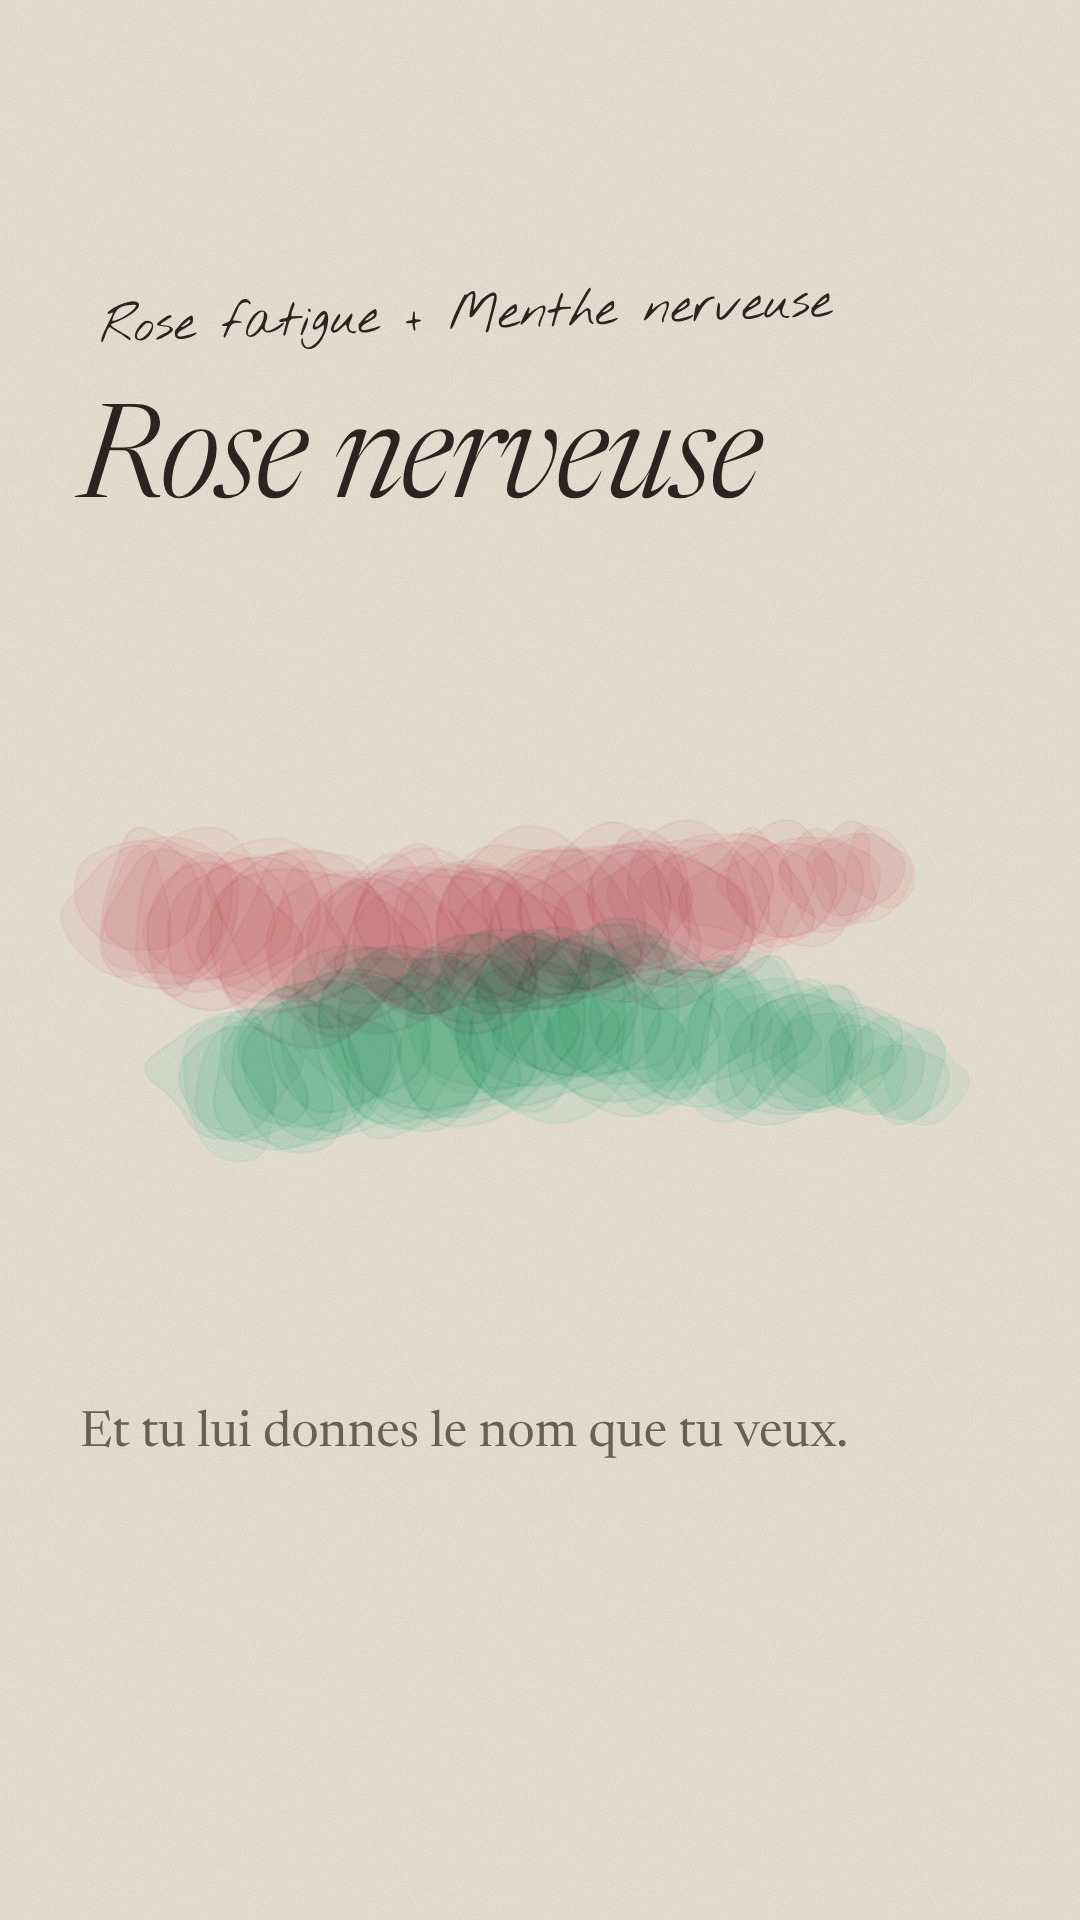 Rose fatigue + Menthe nerveuse
Rose nerveuse
Et tu lui donnes le nom que tu veux.